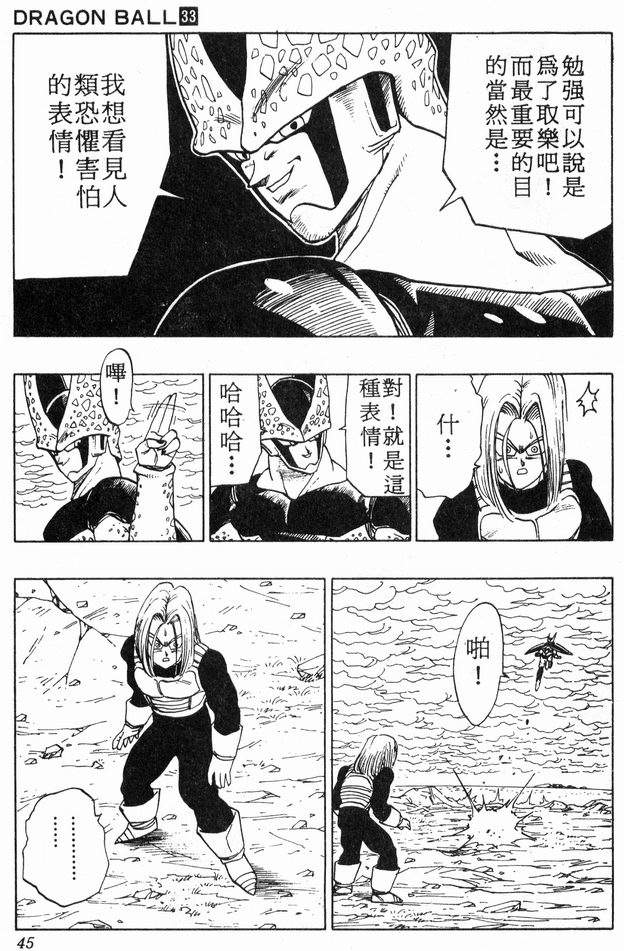 DRAGON BALL 33
勉强可以說是
爲了取樂吧！
而最重要的目
的當然是…
我想看見人
類恐懼害怕
的表情！
什…
對！就是這
種表情！
哈哈哈…
嗶！
啪！
…………
…………
45